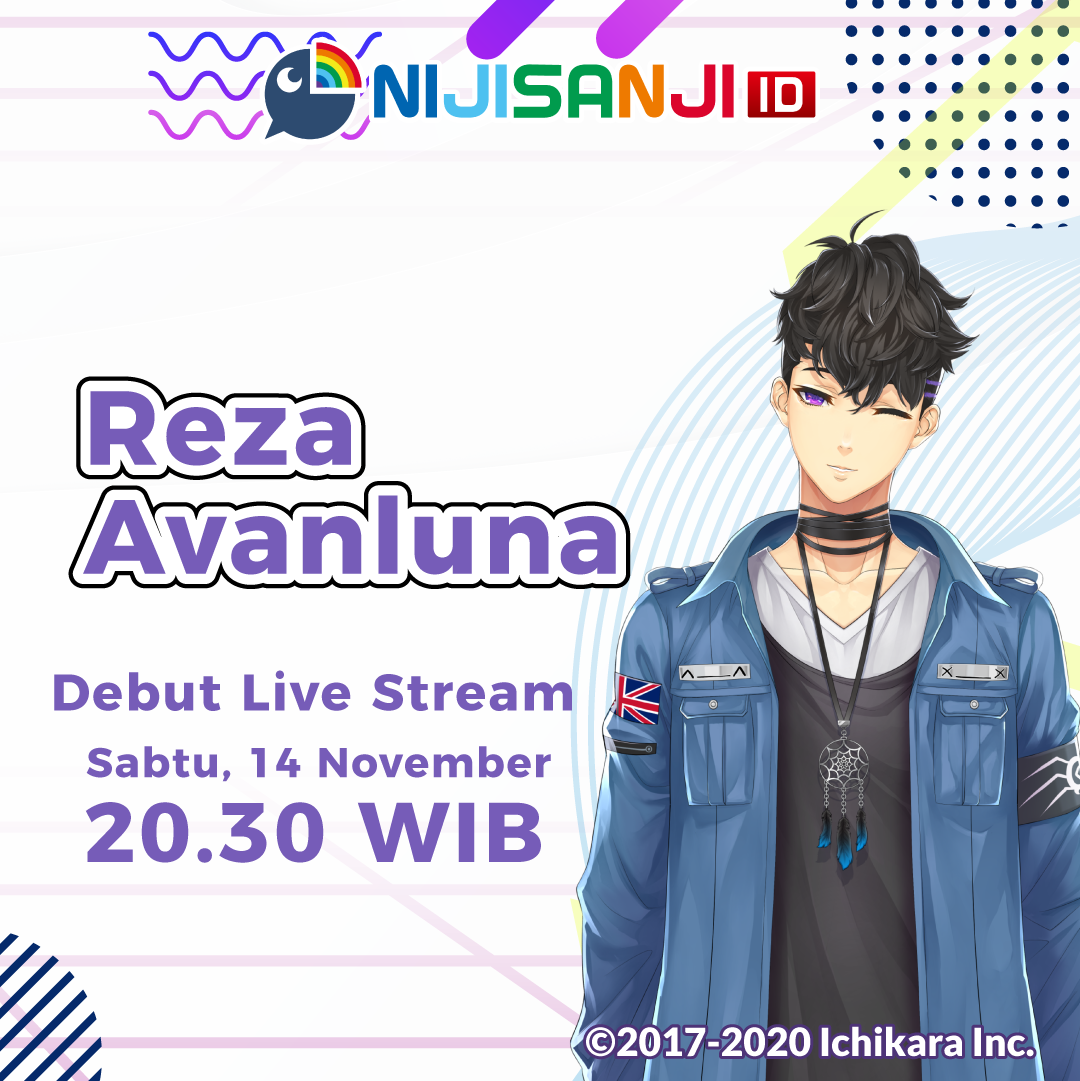 NIJISANJI ID
Reza
Avanluna
Debut Live Stream
Sabtu, 14 November
20.30 WIB
©2017-2020 Ichikara Inc.